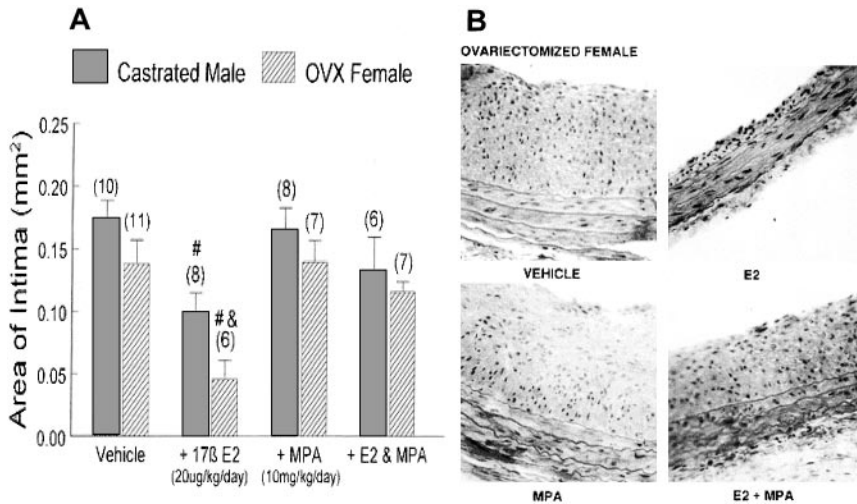 A
Castrated Male
OVX Female
Area of Intima (mm²)
0.25
0.20
0.15
0.10
0.05
0.00
(10)
(11)
#
(8)
# &
(6)
(8)
(7)
(6)
(7)
Vehicle
+ 17ß E2
(20ug/kg/day)
+ MPA
(10mg/kg/day)
+ E2 & MPA
B
OVARIECTOMIZED FEMALE
VEHICLE
E2
MPA
E2 + MPA